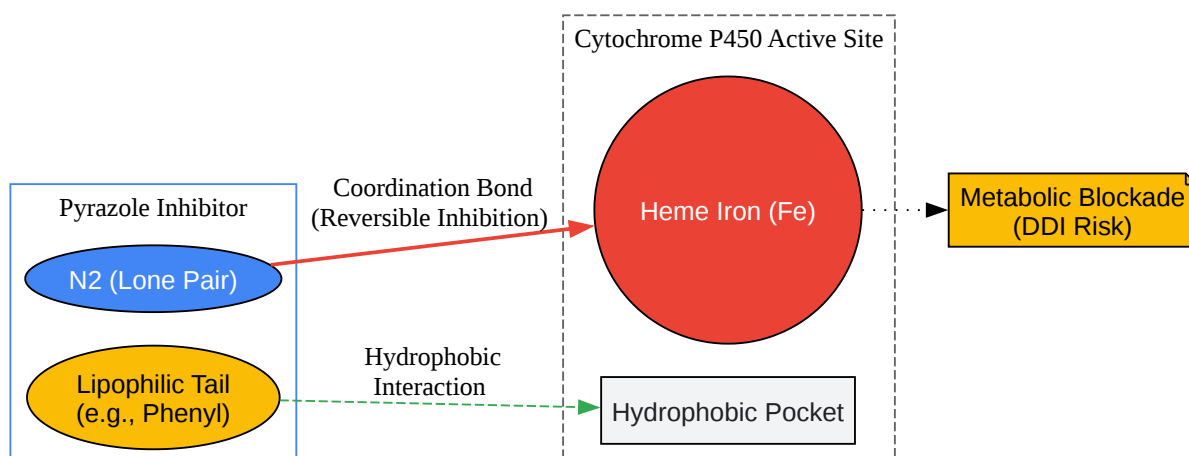 Cytochrome P450 Active Site
Pyrazole Inhibitor
N2 (Lone Pair)
Lipophilic Tail
(e.g., Phenyl)
Coordination Bond
(Reversible Inhibition)
Hydrophobic
Interaction
Heme Iron (Fe)
Hydrophobic Pocket
Metabolic Blockade
(DDI Risk)